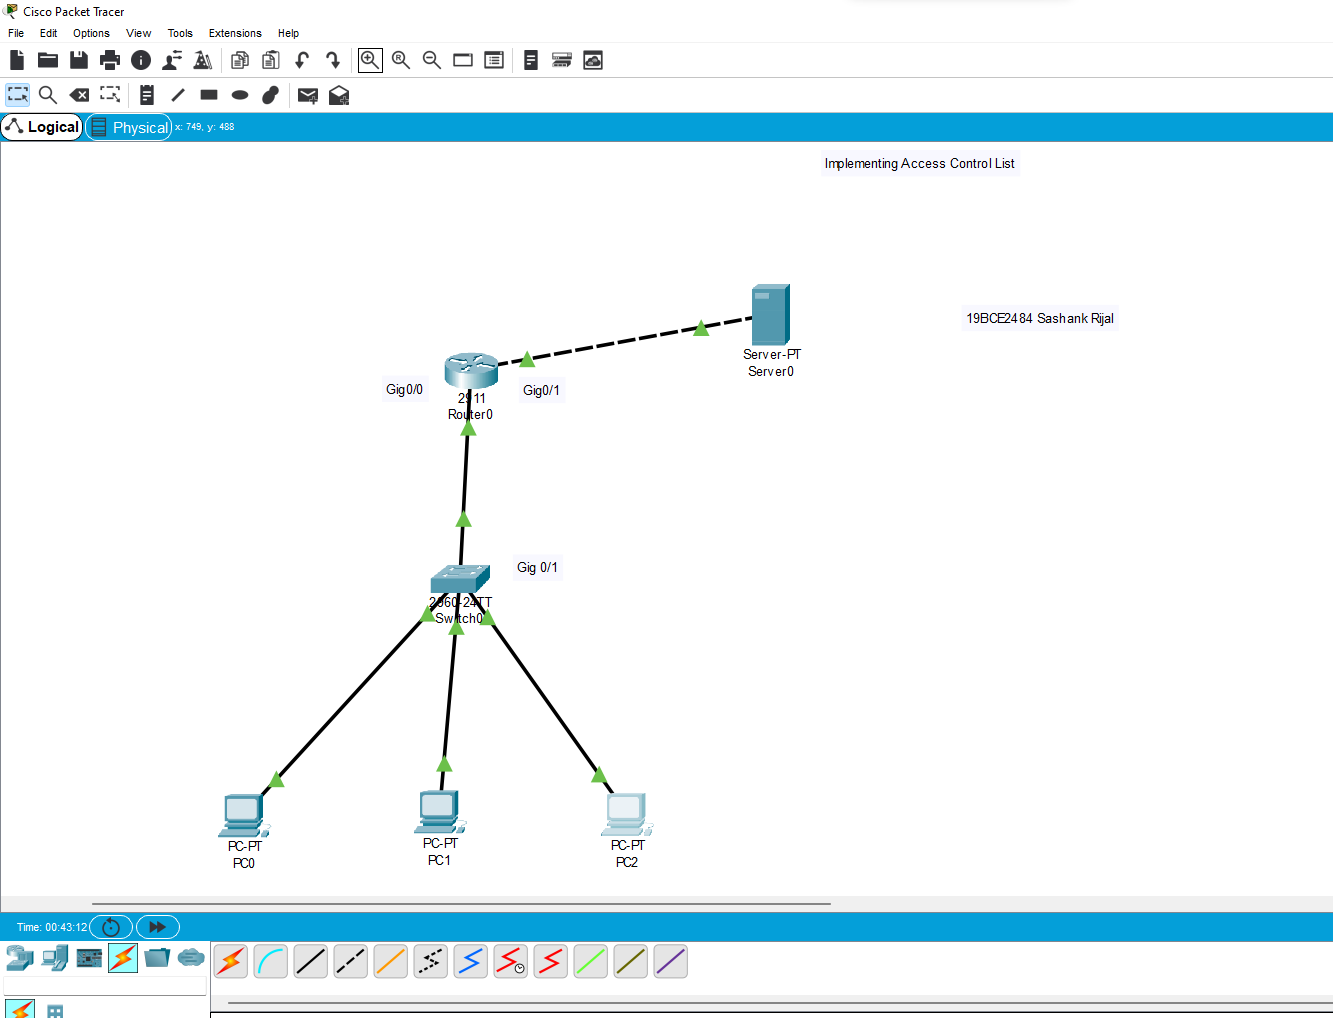 Cisco Packet Tracer
File Edit Options View Tools Extensions Help
Logical Physical x: 749, y: 488
Implementing Access Control List
19BCE2484 Sashank Rijal
Server-PT
Server0
Gig0/0
Gig0/1
2911
Router0
Gig 0/1
2960-24TT
Switch0
PC-PT
PC0
PC-PT
PC1
PC-PT
PC2
Time: 00:43:12